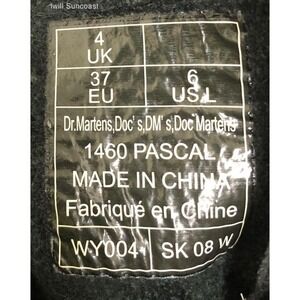 1will Suncoast
4
UK
37
EU
6
US.L
Dr.Martens,Doc's,DM's,Doc Martens
1460 PASCAL
MADE IN CHINA
Fabriqué en Chine
WY004
SK 08 W